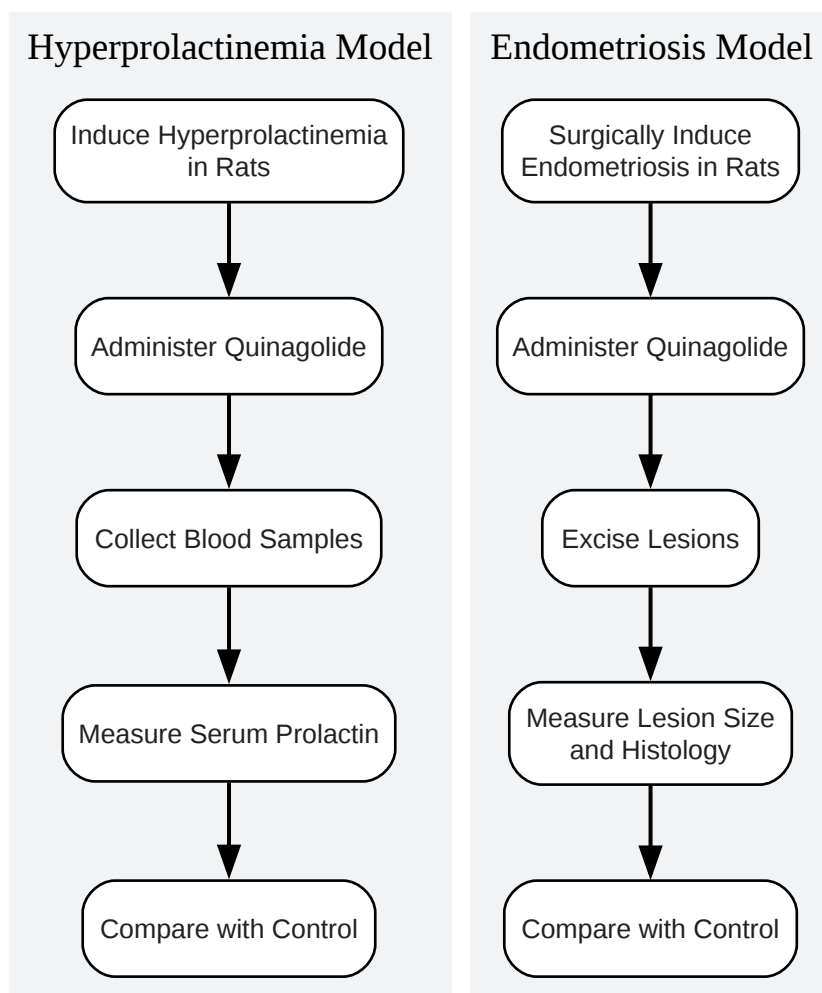 Hyperprolactinemia Model
Induce Hyperprolactinemia
in Rats
Administer Quinagolide
Collect Blood Samples
Measure Serum Prolactin
Compare with Control
Endometriosis Model
Surgically Induce
Endometriosis in Rats
Administer Quinagolide
Excise Lesions
Measure Lesion Size
and Histology
Compare with Control